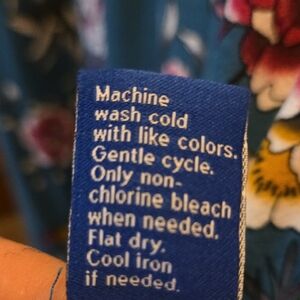 Machine
wash cold
with like colors.
Gentle cycle.
Only non-
chlorine bleach
when needed.
Flat dry.
Cool iron
if needed.